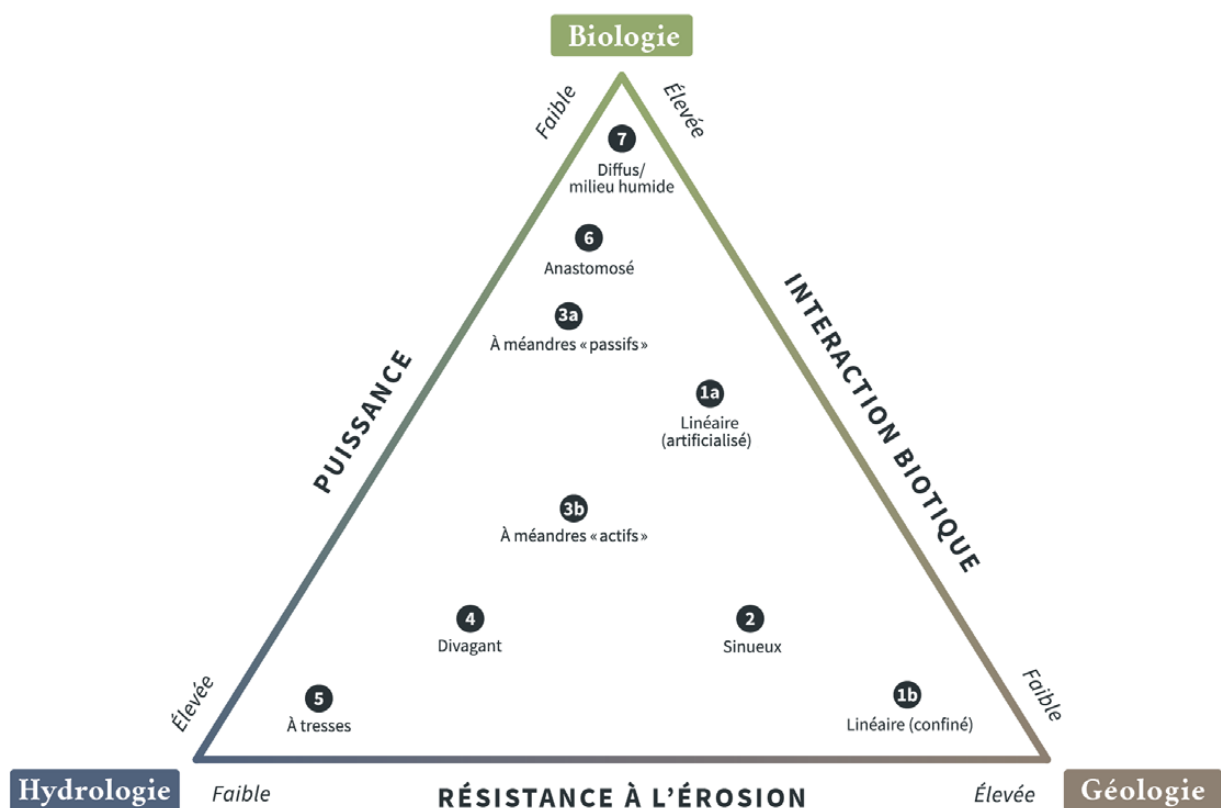 Biologie
Faible
Élevée
7
Diffus/
milieu humide
6
Anastomosé
3a
À méandres « passifs »
PUISSANCE
INTERACTION BIOTIQUE
1a
Linéaire
(artificialisé)
3b
À méandres « actifs »
4
Divagant
2
Sinueux
Élevée
5
À tresses
1b
Linéaire (confiné)
Faible
Hydrologie
Faible
RÉSISTANCE À L’ÉROSION
Élevée
Géologie